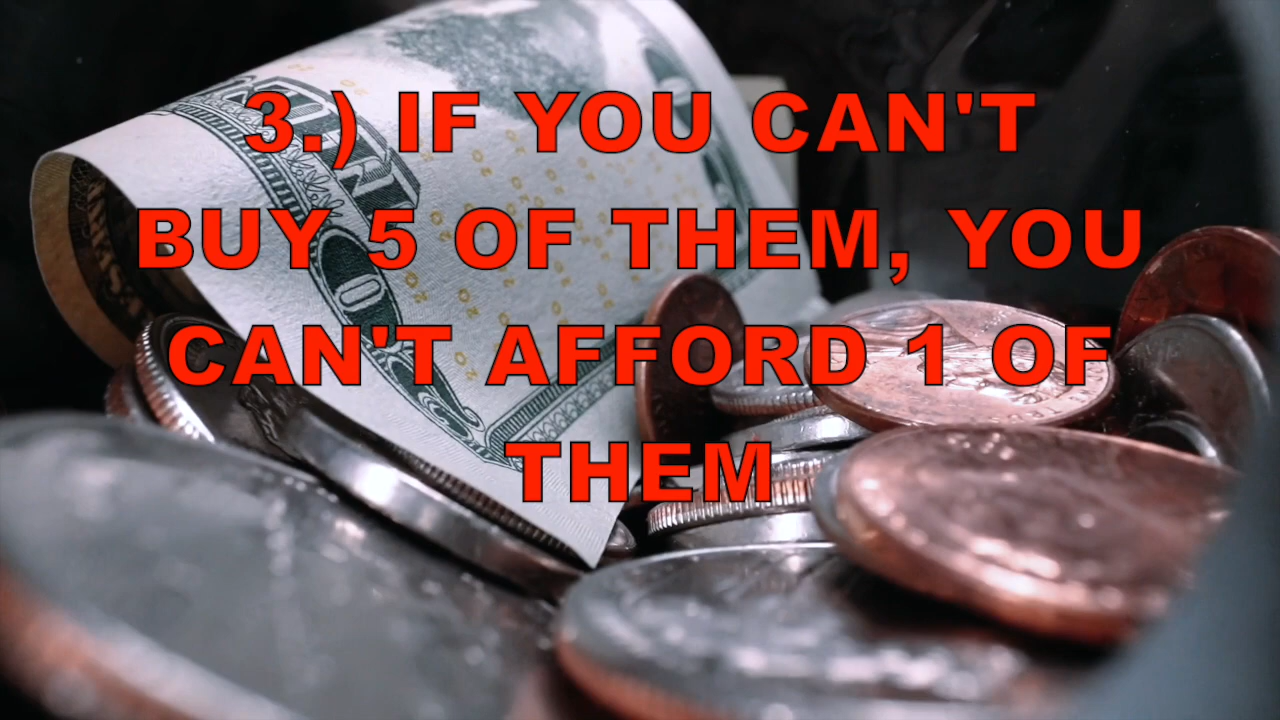 3.) IF YOU CAN'T
BUY 5 OF THEM, YOU
CAN'T AFFORD 1 OF
THEM